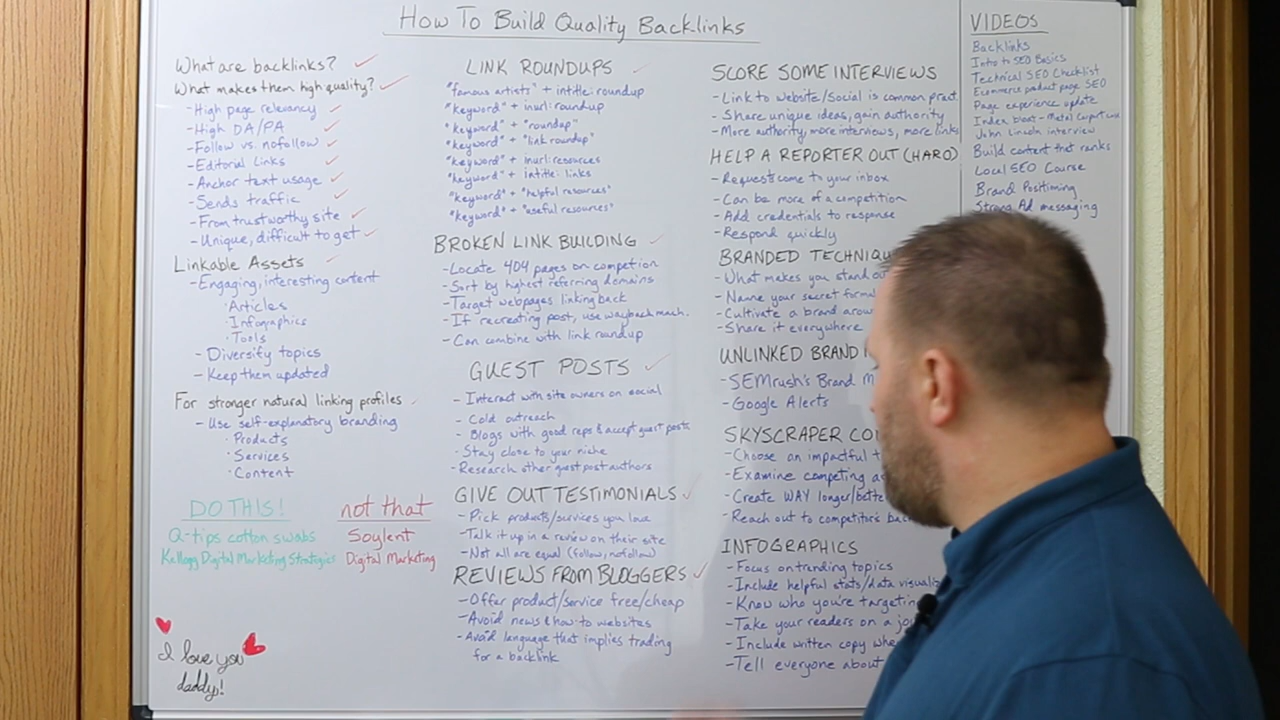 How To Build Quality Backlinks
What are backlinks?
What makes them high quality?
- High page relevancy
- High DA/PA
- Follow vs. nofollow
- Editorial Links
- Anchor text usage
- Sends traffic
- From trustworthy site
- Unique, difficult to get
Linkable Assets
- Engaging, interesting content
· Articles
· Infographics
· Tools
- Diversify topics
- Keep them updated
For stronger natural linking profiles
- Use self-explanatory branding
· Products
· Services
· Content
DO THIS!
Q-tips cotton swabs
Kellogg Digital Marketing Strategies
not that
Soylent
Digital Marketing
I love you
daddy!
LINK ROUNDUPS
"famous artists" + intitle:roundup
"keyword" + inurl:roundup
"keyword" + "roundup"
"keyword" + "link roundup"
"keyword" + inurl:resources
"keyword" + intitle: links
"keyword" + "helpful resources"
"keyword" + "useful resources"
BROKEN LINK BUILDING
- Locate 404 pages on competion
- Sort by highest referring domains
- Target webpages linking back
- If recreating post, use wayback mach.
- Can combine with link roundup
GUEST POSTS
- Interact with site owners on social
- Cold outreach
- Blogs with good reps & accept guest posts
- Stay close to your niche
- Research other guest post authors
GIVE OUT TESTIMONIALS
- Pick products/services you love
- Talk it up in a review on their site
- Not all are equal (follow, nofollow)
REVIEWS FROM BLOGGERS
- Offer product/service free/cheap
- Avoid news & how to websites
- Avoid language that implies trading
for a backlink
SCORE SOME INTERVIEWS
- Link to website/Social is common pract.
- Share unique ideas, gain authority
- More authority, more interviews, more links
HELP A REPORTER OUT (HARO)
- Requests come to your inbox
- Can be more of a competition
- Add credentials to response
- Respond quickly
BRANDED TECHNIQU
- What makes you stand out
- Name your secret formul
- Cultivate a brand aroun
- Share it everywhere
UNLINKED BRAND
- SEMrush's Brand M
- Google Alerts
SKYSCRAPER CO
- Choose an impactful t
- Examine competing a
- Create WAY longer/bette
- Reach out to competitor's bac
INFOGRAPHICS
- Focus on trending topics
- Include helpful stats/data visualiz
- Know who you're targetin
- Take your readers on a jo
- Include written copy whe
- Tell everyone about
VIDEOS
Backlinks
Intro to SEO Basics
Technical SEO Checklist
Ecommerce product page SEO
Page experience update
Index boat - Metal Carport
John Lincoln interview
Build content that ranks
Local SEO Course
Brand Positioning
Strong Ad messaging